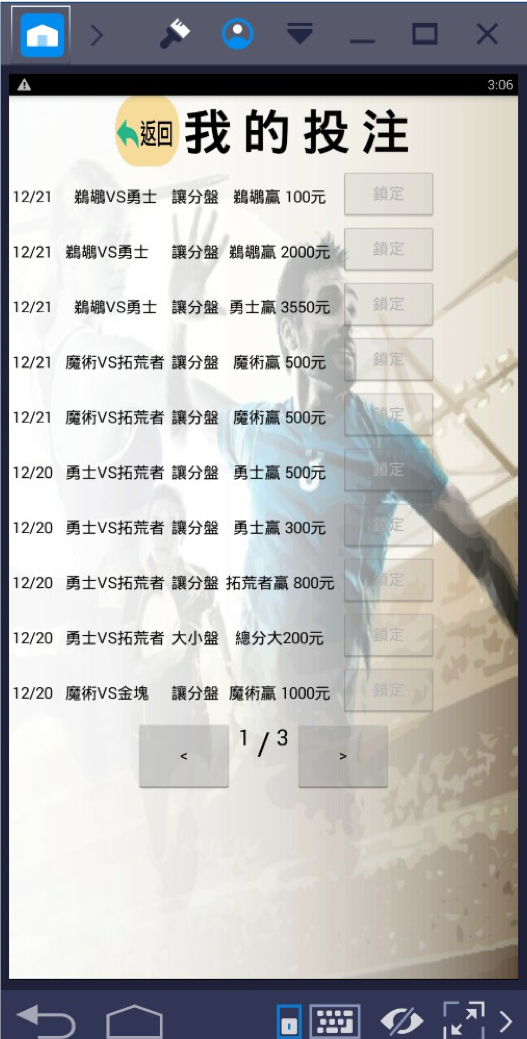 3:06
返回 我的投注
12/21 鵜鶘VS勇士 讓分盤 鵜鶘贏 100元 鎖定
12/21 鵜鶘VS勇士 讓分盤 鵜鶘贏 2000元 鎖定
12/21 鵜鶘VS勇士 讓分盤 勇士贏 3550元 鎖定
12/21 魔術VS拓荒者 讓分盤 魔術贏 500元 鎖定
12/21 魔術VS拓荒者 讓分盤 魔術贏 500元 鎖定
12/20 勇士VS拓荒者 讓分盤 勇士贏 500元 鎖定
12/20 勇士VS拓荒者 讓分盤 勇士贏 300元 鎖定
12/20 勇士VS拓荒者 讓分盤 拓荒者贏 800元 鎖定
12/20 勇士VS拓荒者 大小盤 總分大200元 鎖定
12/20 魔術VS金塊 讓分盤 魔術贏 1000元 鎖定
< 1 / 3 >